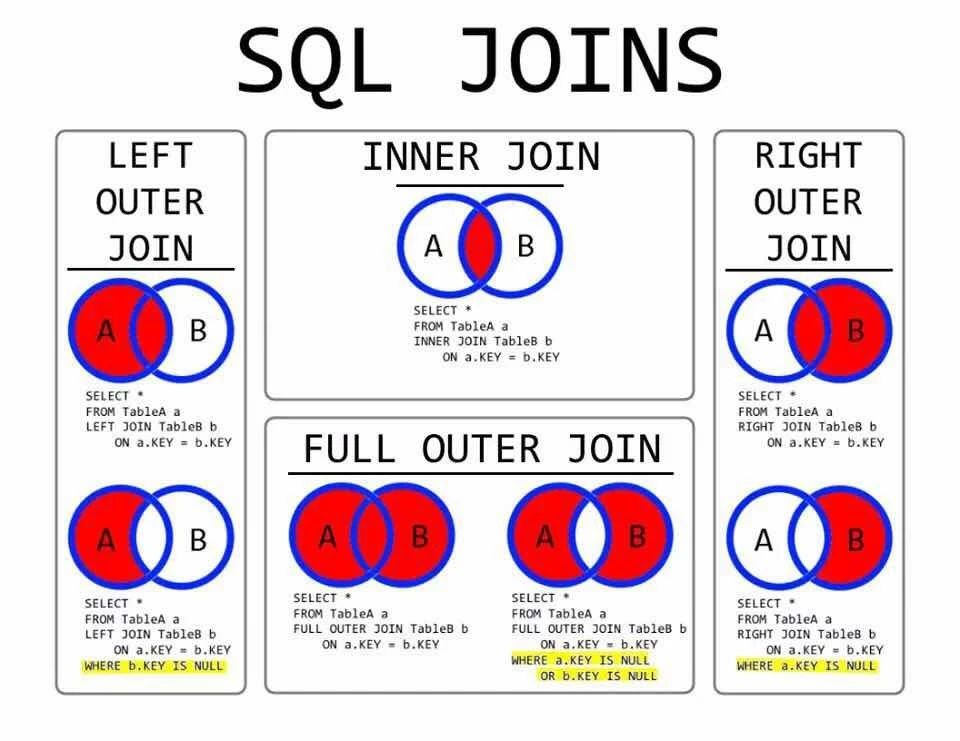 SQL JOINS
LEFT
OUTER
JOIN
A B
SELECT *
FROM TableA a
LEFT JOIN TableB b
    ON a.KEY = b.KEY
A B
SELECT *
FROM TableA a
LEFT JOIN TableB b
    ON a.KEY = b.KEY
WHERE b.KEY IS NULL
INNER JOIN
A B
SELECT *
FROM TableA a
INNER JOIN TableB b
    ON a.KEY = b.KEY
FULL OUTER JOIN
A B
SELECT *
FROM TableA a
FULL OUTER JOIN TableB b
    ON a.KEY = b.KEY
A B
SELECT *
FROM TableA a
FULL OUTER JOIN TableB b
    ON a.KEY = b.KEY
WHERE a.KEY IS NULL
    OR b.KEY IS NULL
RIGHT
OUTER
JOIN
A B
SELECT *
FROM TableA a
RIGHT JOIN TableB b
    ON a.KEY = b.KEY
A B
SELECT *
FROM TableA a
RIGHT JOIN TableB b
    ON a.KEY = b.KEY
WHERE a.KEY IS NULL